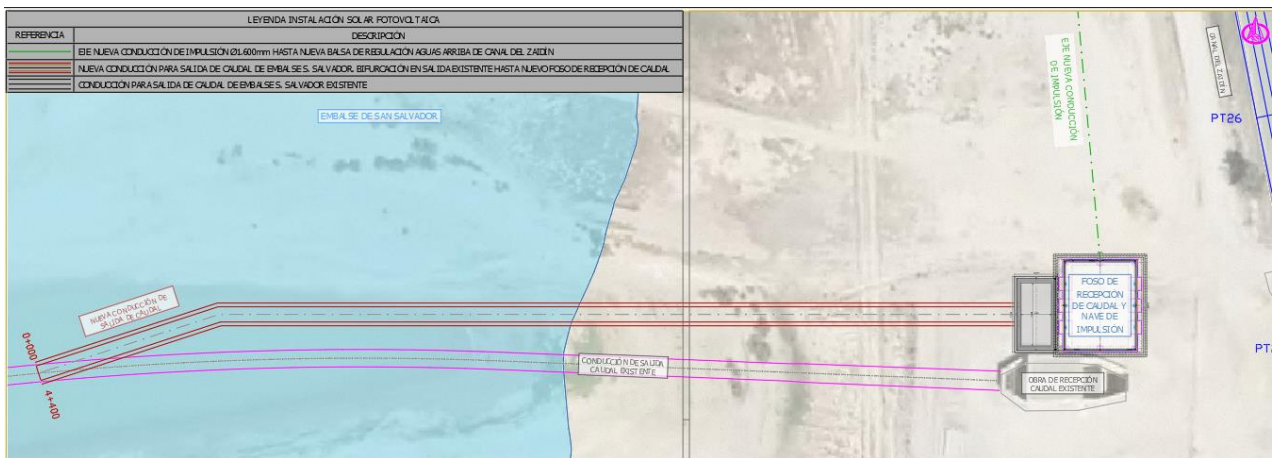 LEYENDA INSTALACIÓN SOLAR FOTOVOLTAICA
REFERENCIA
DESCRIPCIÓN
EJE NUEVA CONDUCCIÓN DE IMPULSIÓN Ø1.600mm HASTA NUEVA BALSA DE REGULACIÓN AGUAS ARRIBA DE CANAL DEL ZAIDÍN
NUEVA CONDUCCIÓN PARA SALIDA DE CAUDAL DE EMBALSE S. SALVADOR. BIFURCACIÓN EN SALIDA EXISTENTE HASTA NUEVO FOSO DE RECEPCIÓN DE CAUDAL
CONDUCCIÓN PARA SALIDA DE CAUDAL DE EMBALSE S. SALVADOR EXISTENTE
EMBALSE DE SAN SALVADOR
EJE NUEVA CONDUCCIÓN
DE IMPULSIÓN
CANAL DEL ZAIDÍN
PT26
NUEVA CONDUCCIÓN DE
SALIDA DE CAUDAL
FOSO DE
RECEPCIÓN
DE CAUDAL Y
NAVE DE
IMPULSIÓN
0+000
4+400
CONDUCCIÓN DE SALIDA
CAUDAL EXISTENTE
OBRA DE RECEPCIÓN
CAUDAL EXISTENTE